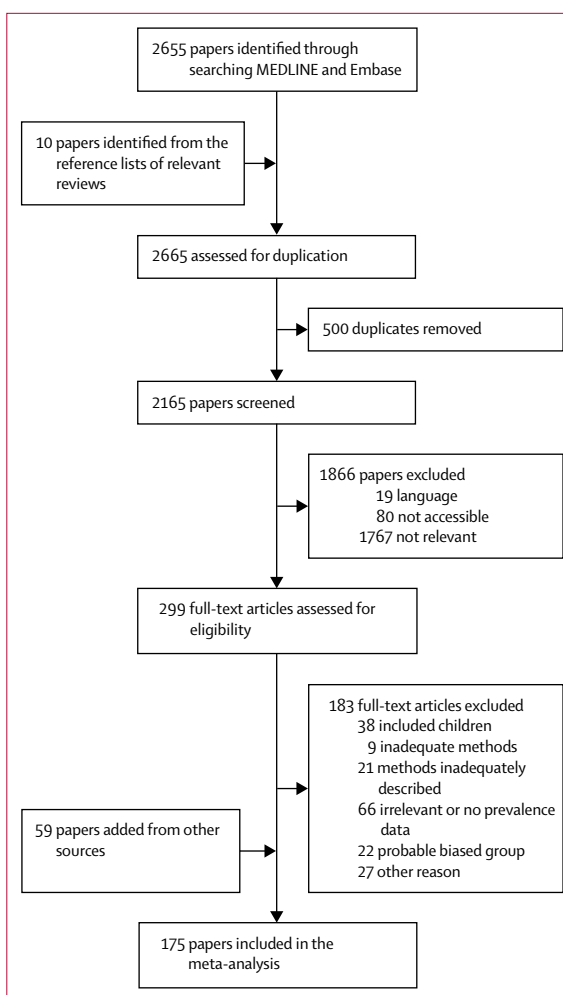 2655 papers identified through
searching MEDLINE and Embase
10 papers identified from the
reference lists of relevant
reviews
2665 assessed for duplication
500 duplicates removed
2165 papers screened
1866 papers excluded
19 language
80 not accessible
1767 not relevant
299 full-text articles assessed for
eligibility
183 full-text articles excluded
38 included children
9 inadequate methods
21 methods inadequately
described
66 irrelevant or no prevalence
data
22 probable biased group
27 other reason
59 papers added from other
sources
175 papers included in the
meta-analysis